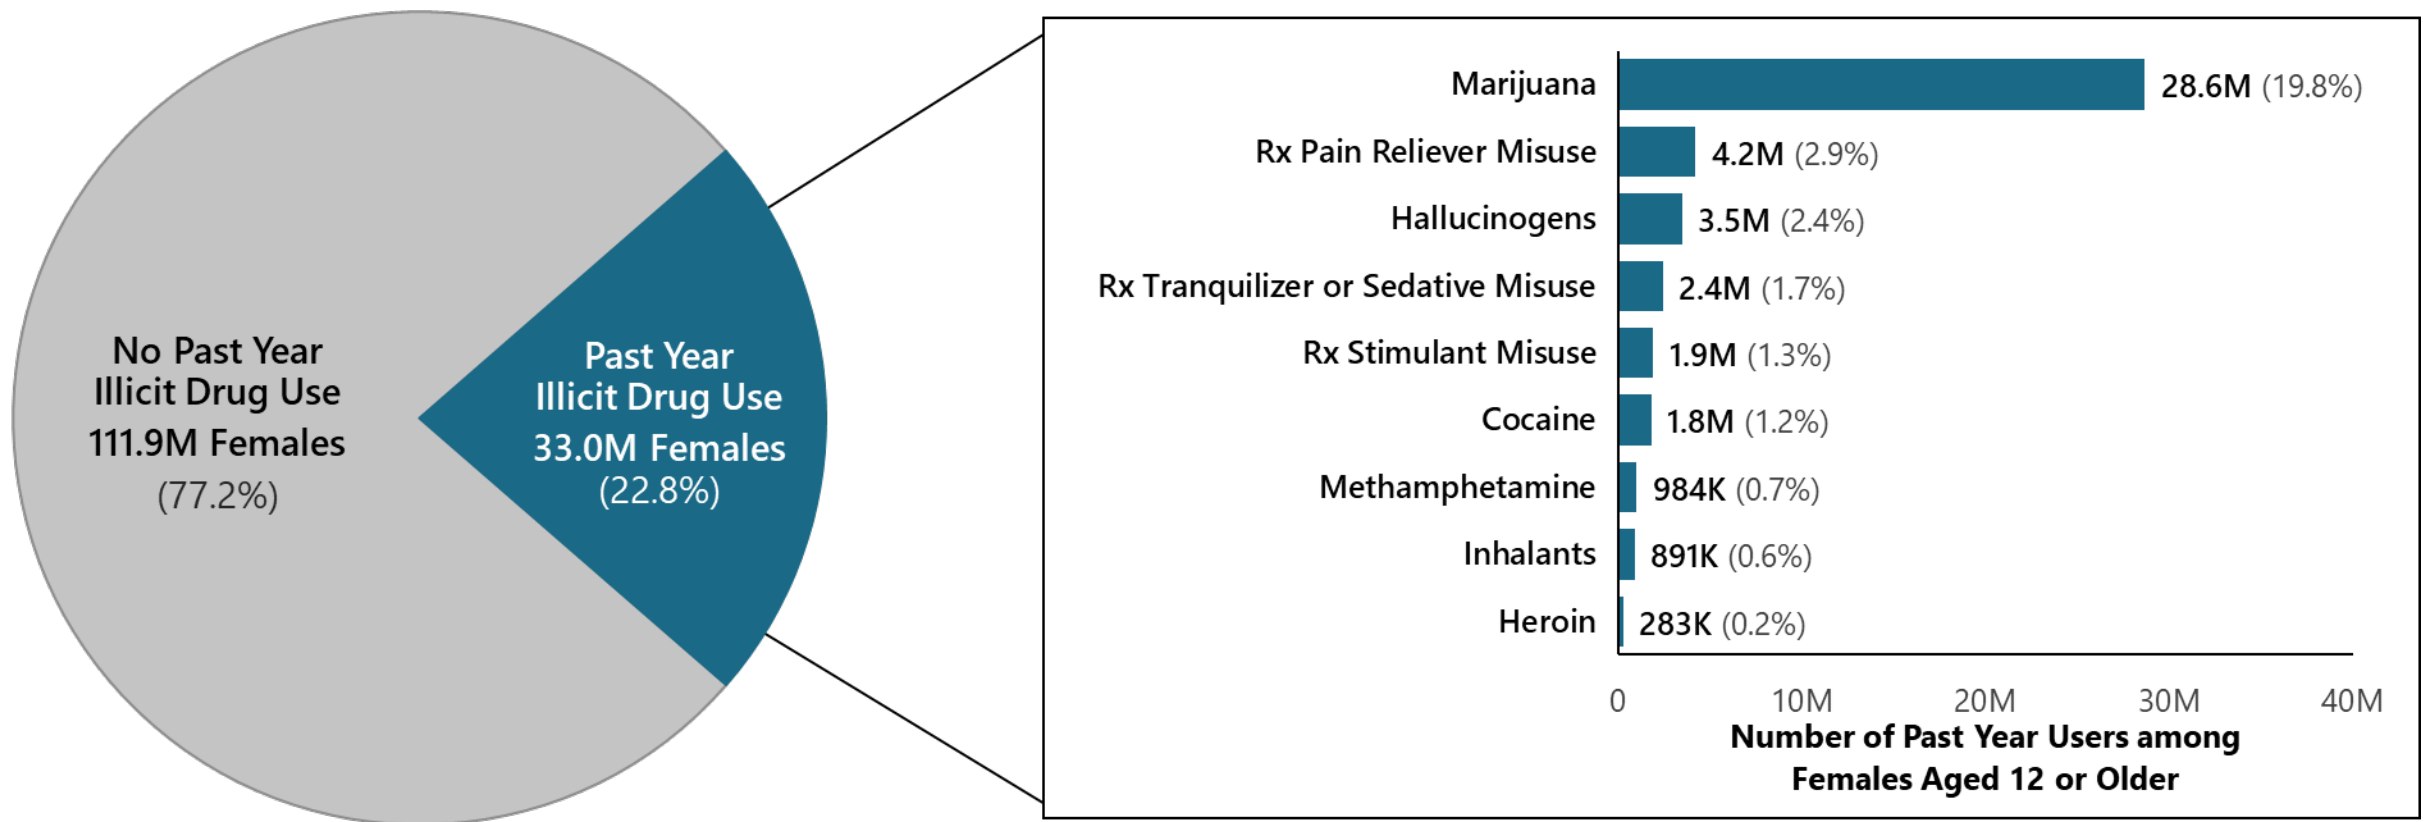 No Past Year
Illicit Drug Use
111.9M Females
(77.2%)
Past Year
Illicit Drug Use
33.0M Females
(22.8%)
Marijuana 28.6M (19.8%)
Rx Pain Reliever Misuse 4.2M (2.9%)
Hallucinogens 3.5M (2.4%)
Rx Tranquilizer or Sedative Misuse 2.4M (1.7%)
Rx Stimulant Misuse 1.9M (1.3%)
Cocaine 1.8M (1.2%)
Methamphetamine 984K (0.7%)
Inhalants 891K (0.6%)
Heroin 283K (0.2%)
0 10M 20M 30M 40M
Number of Past Year Users among
Females Aged 12 or Older